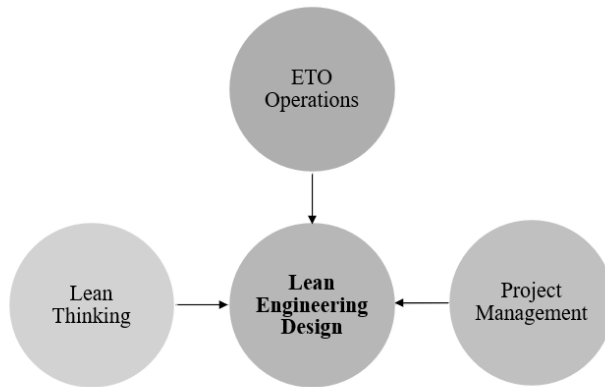 ETO
Operations
Lean
Thinking
Lean
Engineering
Design
Project
Management